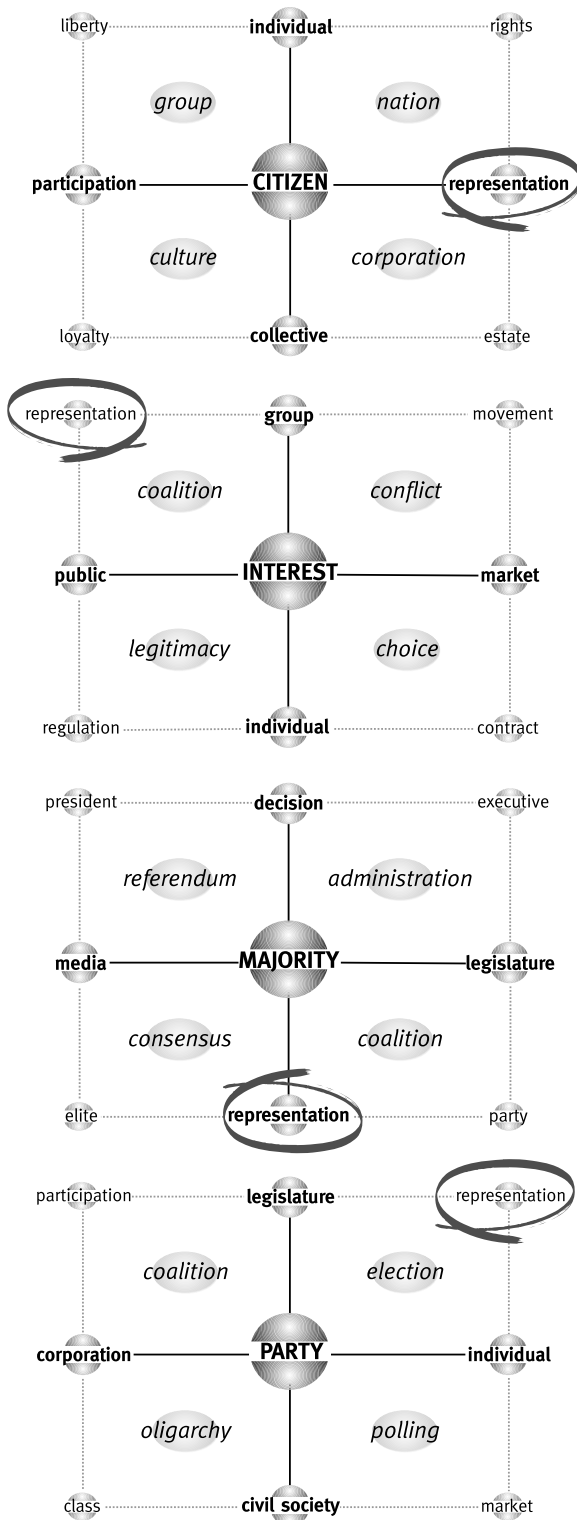 liberty individual rights
group nation
participation CITIZEN representation
culture corporation
loyalty collective estate
representation group movement
coalition conflict
public INTEREST market
legitimacy choice
regulation individual contract
president decision executive
referendum administration
media MAJORITY legislature
consensus coalition
elite representation party
participation legislature representation
coalition election
corporation PARTY individual
oligarchy polling
class civil society market